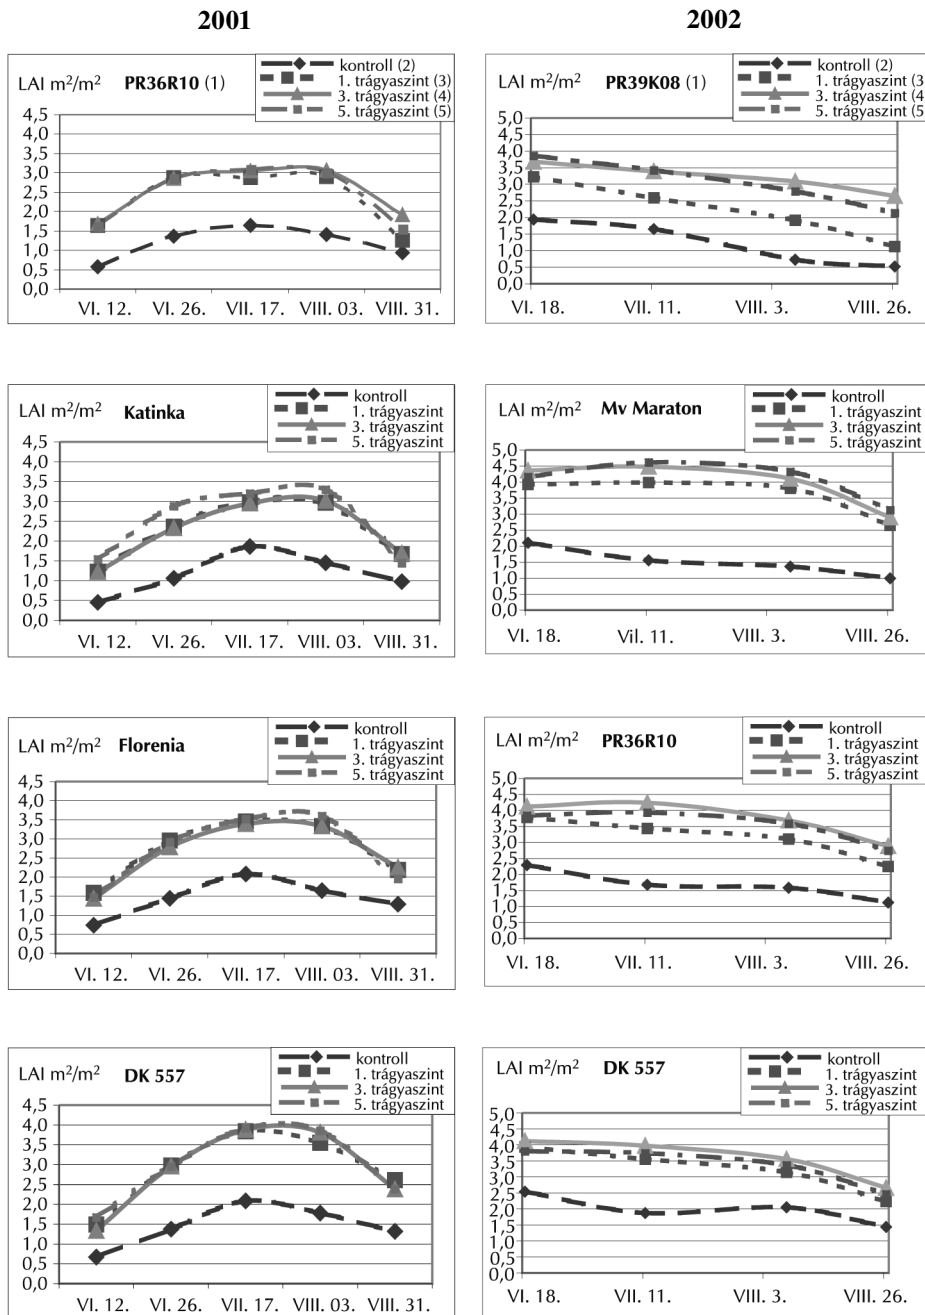 2001
2002
LAI m²/m² PR36R10 (1)
kontroll (2)
1. trágyaszint (3)
3. trágyaszint (4)
5. trágyaszint (5)
4,5
4,0
3,5
3,0
2,5
2,0
1,5
1,0
0,5
0,0
VI. 12. VI. 26. VII. 17. VIII. 03. VIII. 31.
LAI m²/m² PR39K08 (1)
kontroll (2)
1. trágyaszint (3
3. trágyaszint (4
5. trágyaszint (5
5,0
4,5
4,0
3,5
3,0
2,5
2,0
1,5
1,0
0,5
0,0
VI. 18. VII. 11. VIII. 3. VIII. 26.
LAI m²/m² Katinka
kontroll
1. trágyaszint
3. trágyaszint
5. trágyaszint
4,5
4,0
3,5
3,0
2,5
2,0
1,5
1,0
0,5
0,0
VI. 12. VI. 26. VII. 17. VIII. 03. VIII. 31.
LAI m²/m² Mv Maraton
kontroll
1. trágyaszint
3. trágyaszint
5. trágyaszint
5,0
4,5
4,0
3,5
3,0
2,5
2,0
1,5
1,0
0,5
0,0
VI. 18. Vil. 11. VIII. 3. VIII. 26.
LAI m²/m² Florenia
kontroll
1. trágyaszint
3. trágyaszint
5. trágyaszint
4,5
4,0
3,5
3,0
2,5
2,0
1,5
1,0
0,5
0,0
VI. 12. VI. 26. VII. 17. VIII. 03. VIII. 31.
LAI m²/m² PR36R10
kontroll
1. trágyaszint
3. trágyaszint
5. trágyaszint
5,0
4,5
4,0
3,5
3,0
2,5
2,0
1,5
1,0
0,5
0,0
VI. 18. VII. 11. VIII. 3. VIII. 26.
LAI m²/m² DK 557
kontroll
1. trágyaszint
3. trágyaszint
5. trágyaszint
4,5
4,0
3,5
3,0
2,5
2,0
1,5
1,0
0,5
0,0
VI. 12. VI. 26. VII. 17. VIII. 03. VIII. 31.
LAI m²/m² DK 557
kontroll
1. trágyaszint
3. trágyaszint
5. trágyaszint
5,0
4,5
4,0
3,5
3,0
2,5
2,0
1,5
1,0
0,5
0,0
VI. 18. VII. 11. VIII. 3. VIII. 26.